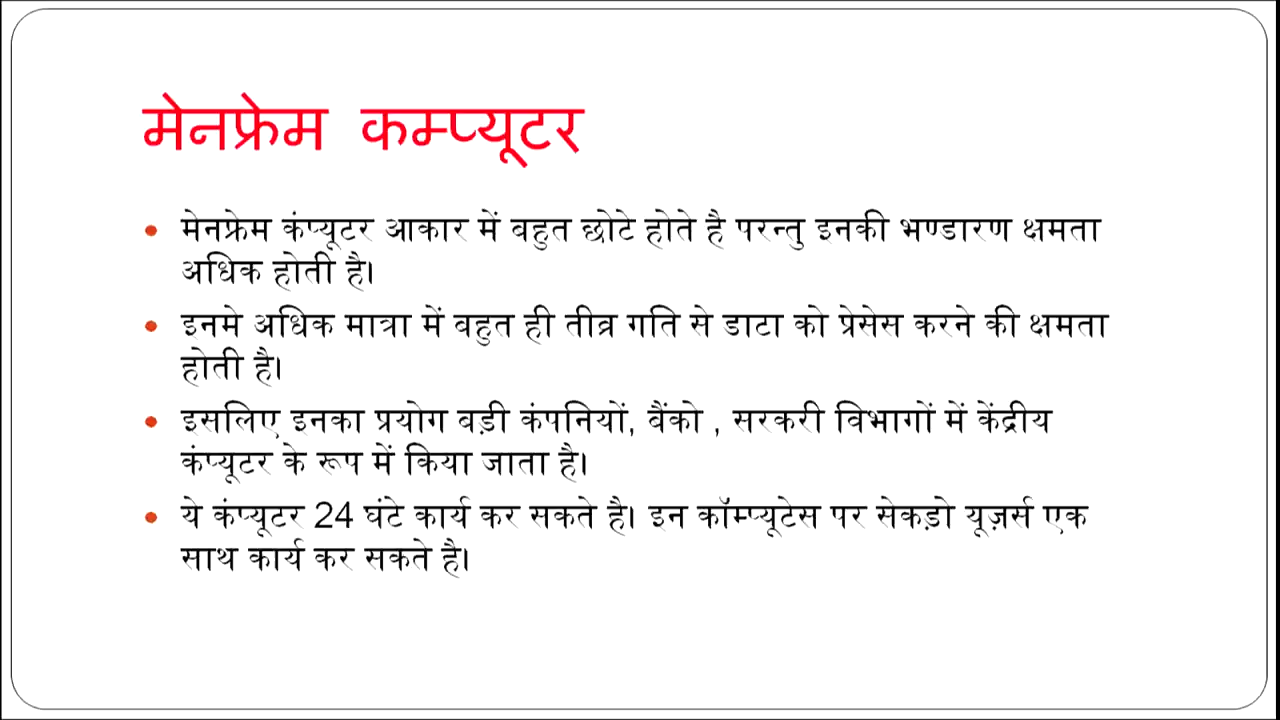 मेनफ्रेम कम्प्यूटर
• मेनफ्रेम कंप्यूटर आकार में बहुत छोटे होते है परन्तु इनकी भण्डारण क्षमता
अधिक होती है।
• इनमे अधिक मात्रा में बहुत ही तीव्र गति से डाटा को प्रेसेस करने की क्षमता
होती है।
• इसलिए इनका प्रयोग बड़ी कंपनियों, बैंको , सरकरी विभागों में केंद्रीय
कंप्यूटर के रूप में किया जाता है।
• ये कंप्यूटर 24 घंटे कार्य कर सकते है। इन कॉम्प्यूटेस पर सेकड़ो यूज़र्स एक
साथ कार्य कर सकते है।